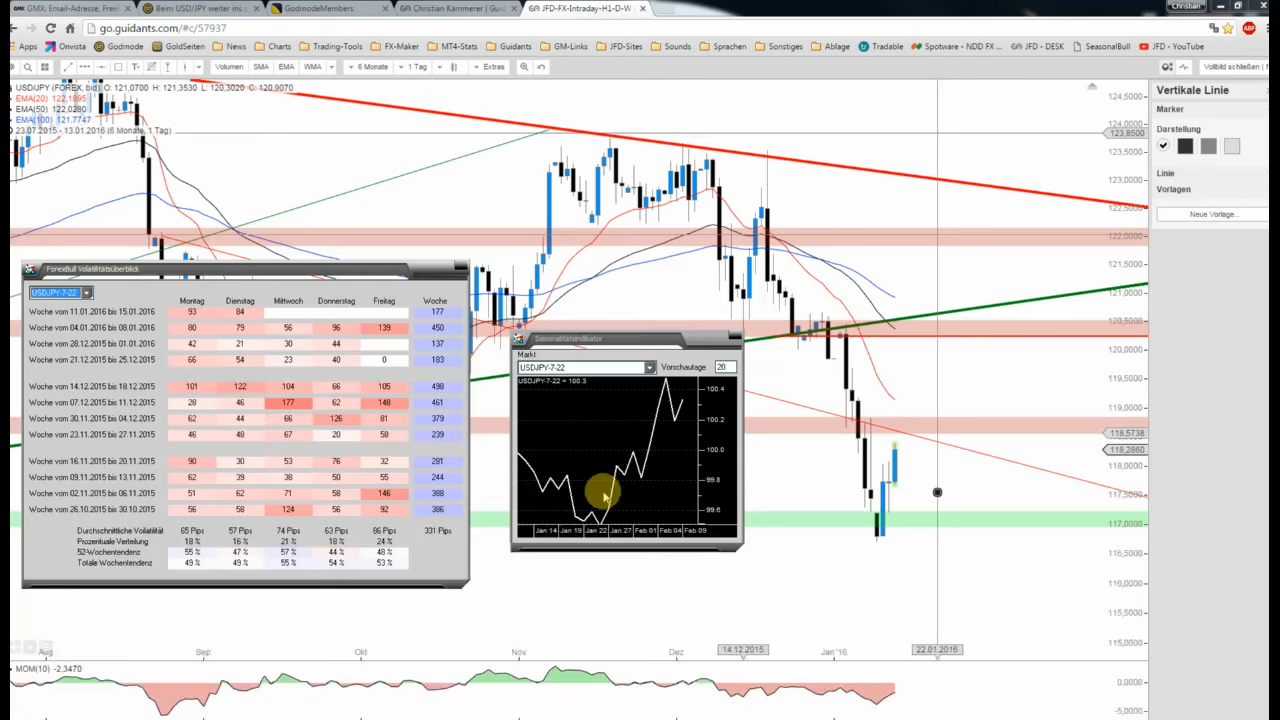 GMX: Email-Adresse, FreeM
Beim USD/JPY weiter ins s
GodmodeMembers
Christian Kämmerer | Guid
JFD-FX-Intraday-H1-D-W
Christian
go.guidants.com/#c/57937
Apps Onvista Godmode GoldSeiten News Charts Trading-Tools FX-Maker MT4-Stats Guidants GM-Links JFD-Sites Sounds Sprachen Sonstiges Ablage Tradable Spotware - NDD FX ... JFD - DESK SeasonalBull JFD - YouTube
Volumen SMA EMA WMA 6 Monate 1 Tag Extras
Vollbild schließen (
USD/JPY (FOREX, bid) O: 121,0700 H: 121,3530 L: 120,3020 C: 120,9070
EMA(20) 122,1895
EMA(50) 122,0280
EMA(100) 121,7747
23.07.2015 - 13.01.2016 (6 Monate, 1 Tag)
Vertikale Linie
Marker
Darstellung
Linie
Vorlagen
Neue Vorlage...
124,5000
124,0000
123,8500
123,5000
123,0000
122,5000
122,0000
121,5000
121,0000
120,5000
120,0000
119,5000
119,0000
118,5738
118,2860
118,0000
117,5000
117,0000
116,5000
116,0000
115,5000
115,0000
ForexBull Volatilitätsüberblick
USDJPY-7-22
Montag Dienstag Mittwoch Donnerstag Freitag Woche
Woche vom 11.01.2016 bis 15.01.2016 93 84 177
Woche vom 04.01.2016 bis 08.01.2016 80 79 56 96 139 450
Woche vom 28.12.2015 bis 01.01.2016 42 21 30 44 137
Woche vom 21.12.2015 bis 25.12.2015 66 54 23 40 0 183
Woche vom 14.12.2015 bis 18.12.2015 101 122 104 66 105 498
Woche vom 07.12.2015 bis 11.12.2015 28 46 177 62 148 461
Woche vom 30.11.2015 bis 04.12.2015 62 44 66 126 81 379
Woche vom 23.11.2015 bis 27.11.2015 46 48 67 20 58 239
Woche vom 16.11.2015 bis 20.11.2015 90 30 53 76 32 281
Woche vom 09.11.2015 bis 13.11.2015 62 39 38 50 55 244
Woche vom 02.11.2015 bis 06.11.2015 51 62 71 58 146 388
Woche vom 26.10.2015 bis 30.10.2015 56 58 124 56 92 386
Durchschnittliche Volatilität 65 Pips 57 Pips 74 Pips 63 Pips 86 Pips 331 Pips
Prozentuale Verteilung 18 % 16 % 21 % 18 % 24 %
52-Wochentendenz 55 % 47 % 57 % 44 % 48 %
Totale Wochentendenz 49 % 49 % 55 % 54 % 53 %
Saisonalitätsindikator
Markt
USDJPY-7-22 Vorschautage 20
USDJPY-7-22 = 100.3
100.4
100.2
100.0
99.8
99.6
Jan 14 Jan 19 Jan 22 Jan 27 Feb 01 Feb 04 Feb 09
Aug Sep Okt Nov Dez 14.12.2015 Jan '16 22.01.2016
MOM(10) -2,3470
0,0000
-5,0000